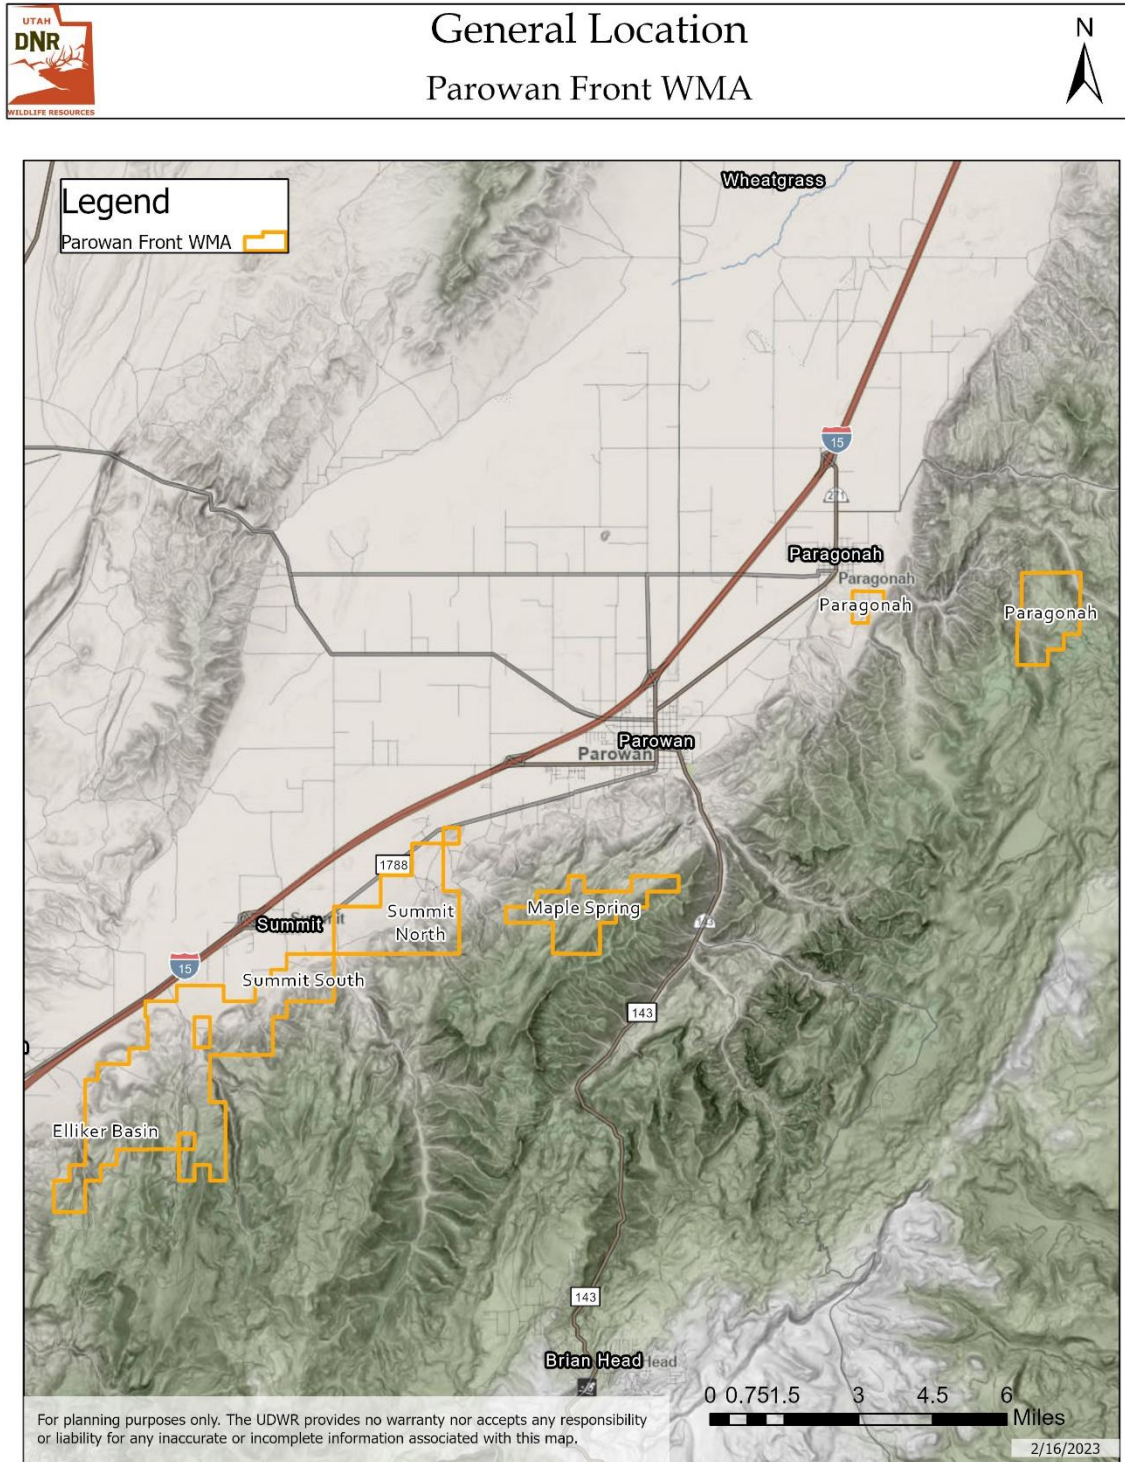 UTAH
DNR
WILDLIFE RESOURCES
General Location
Parowan Front WMA
N
Legend
Parowan Front WMA
Wheatgrass
15
271
Paragonah
Paragonah
Paragonah
Paragonah
Parowan
Parowan
1788
Summit
North
Maple Spring
Summit
15
Summit South
143
143
Elliker Basin
143
Brian Head
Head
0 0.75 1.5 3 4.5 6
Miles
For planning purposes only. The UDWR provides no warranty nor accepts any responsibility
or liability for any inaccurate or incomplete information associated with this map.
2/16/2023